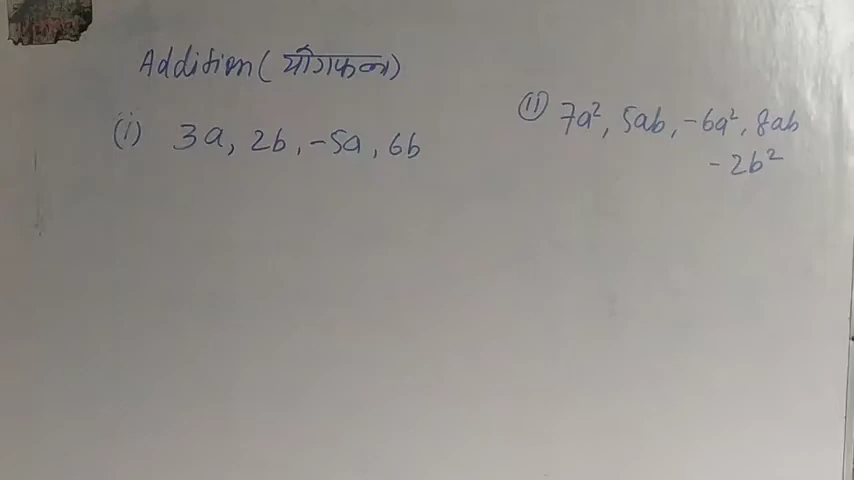 Addition (योगफल)
(i) 3a, 2b, -5a, 6b
(ii) 7a², 5ab, -6a², 8ab
-2b²